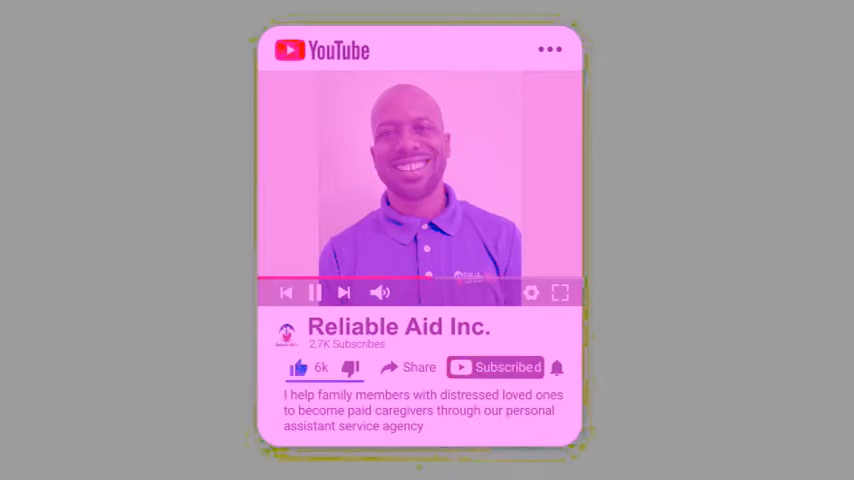 YouTube
Reliable Aid Inc.
2,7K Subscribes
6k
Share
Subscribed
I help family members with distressed loved ones
to become paid caregivers through our personal
assistant service agency